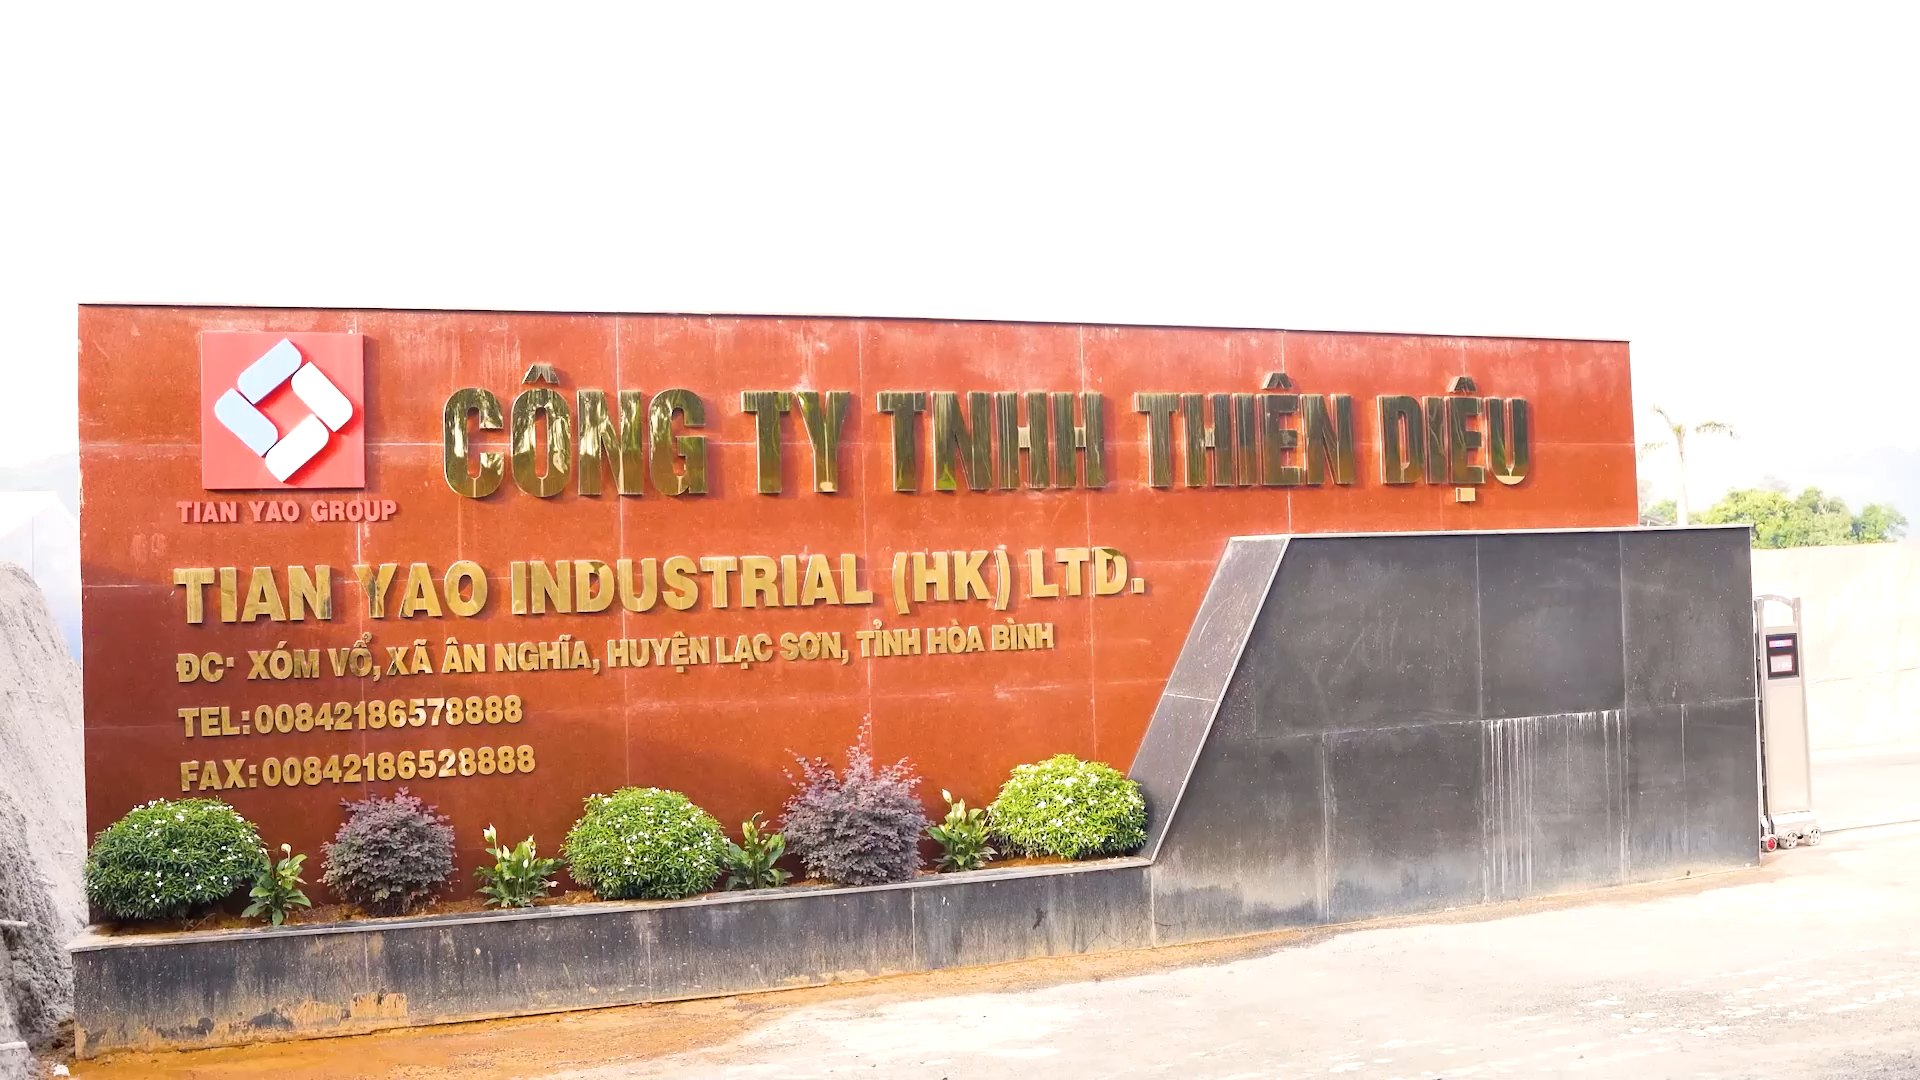 TIAN YAO GROUP
CÔNG TY TNHH THIÊN DIỆU
TIAN YAO INDUSTRIAL (HK) LTD.
ĐC: XÓM VỔ, XÃ ÂN NGHĨA, HUYỆN LẠC SƠN, TỈNH HÒA BÌNH
TEL:00842186578888
FAX:00842186528888